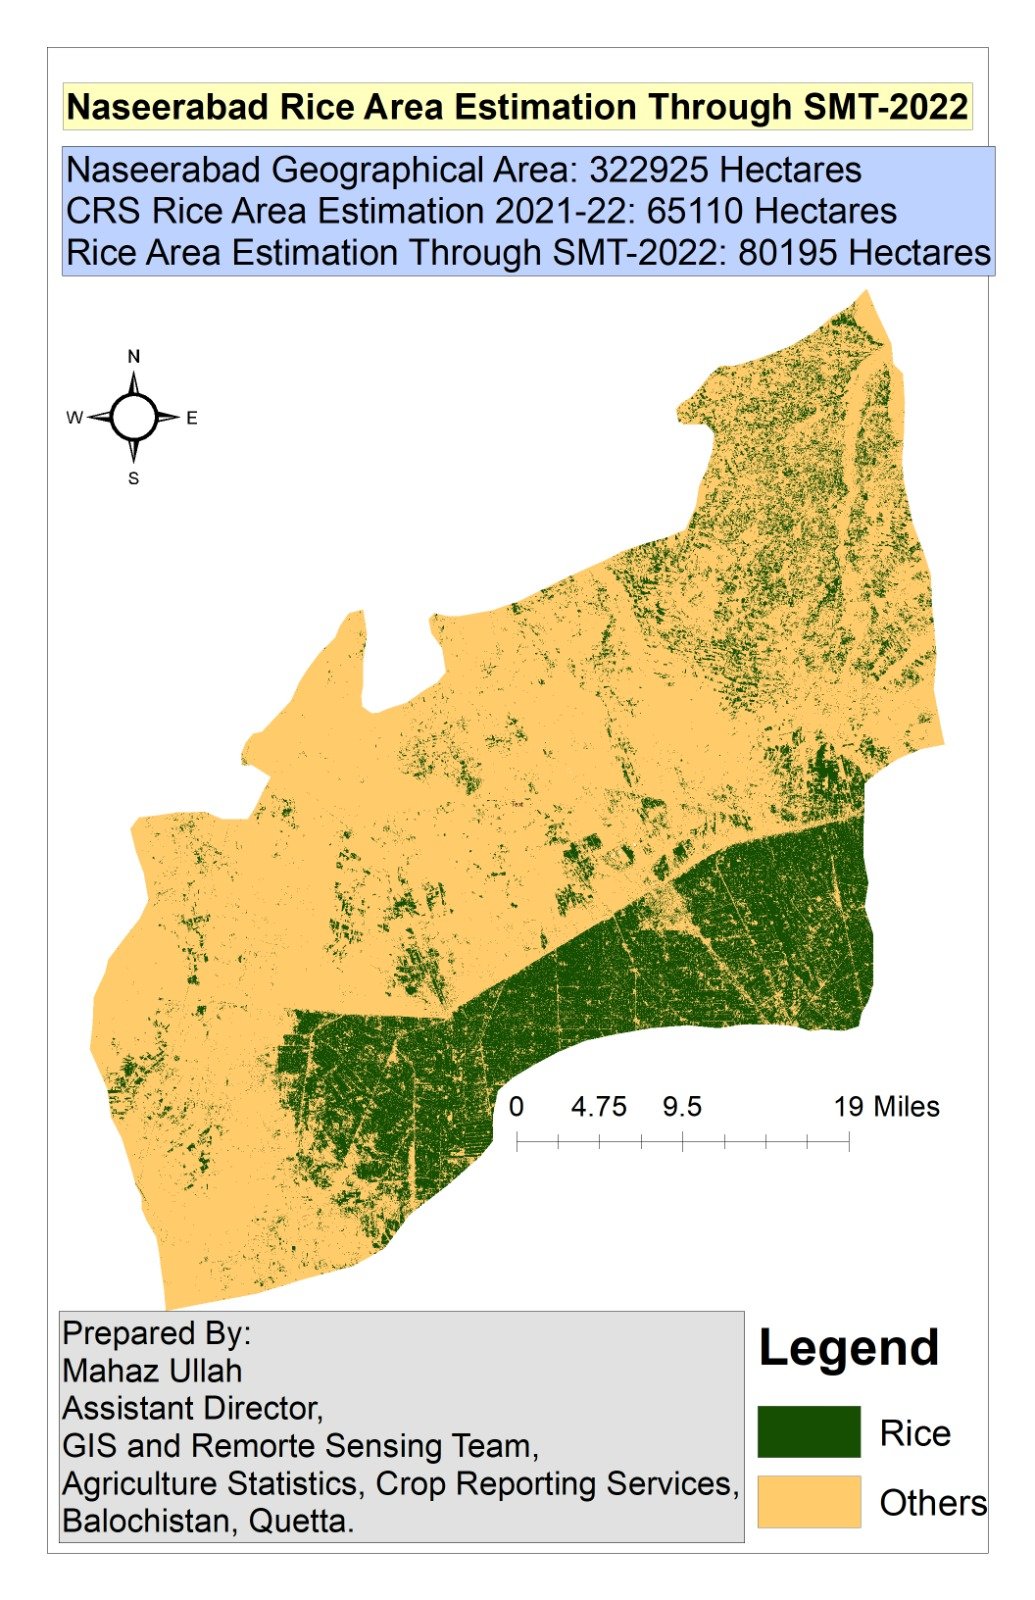 Naseerabad Rice Area Estimation Through SMT-2022
Naseerabad Geographical Area: 322925 Hectares
CRS Rice Area Estimation 2021-22: 65110 Hectares
Rice Area Estimation Through SMT-2022: 80195 Hectares
N
W E
S
Text
0 4.75 9.5 19 Miles
Prepared By:
Mahaz Ullah
Assistant Director,
GIS and Remorte Sensing Team,
Agriculture Statistics, Crop Reporting Services,
Balochistan, Quetta.
Legend
Rice
Others